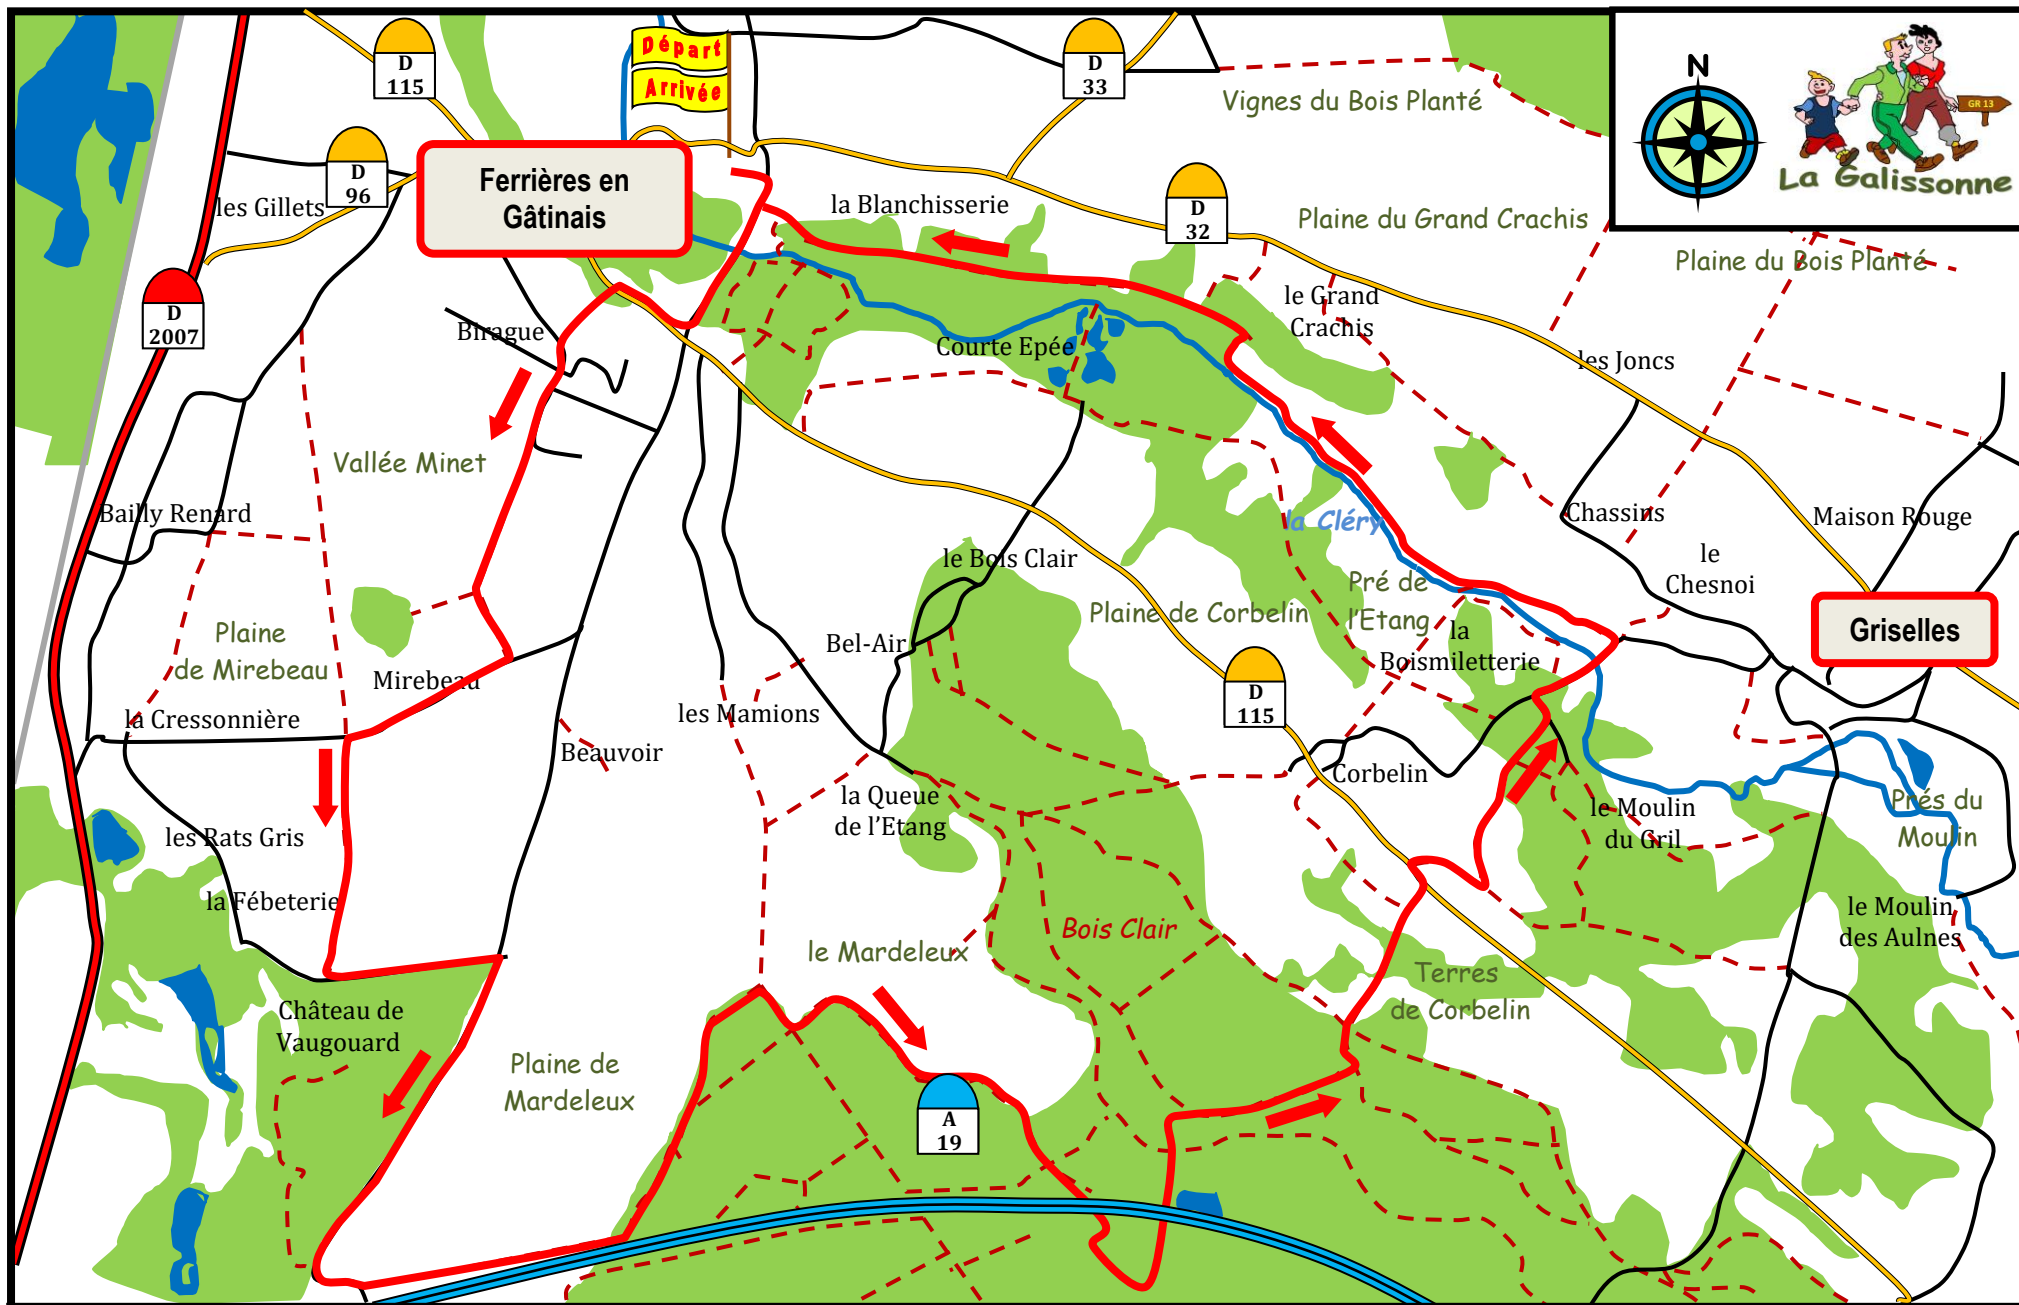 Départ
Arrivée
D
115
D
33
N
GR 13
La Galissonne
Vignes du Bois Planté
D
96
Ferrières en
Gâtinais
les Gillets
la Blanchisserie
D
32
Plaine du Grand Crachis
Plaine du Bois Planté
D
2007
Birague
Courte Epée
le Grand
Crachis
les Joncs
Vallée Minet
Bailly Renard
la Cléry
Chassins
Maison Rouge
le Bois Clair
le
Chesnoi
Plaine de Corbelin
Pré de
l'Etang
Plaine
de Mirebeau
Bel-Air
la
Boismiletterie
Griselles
Mirebeau
D
115
la Cressonnière
les Mamions
Beauvoir
Corbelin
la Queue
de l'Etang
le Moulin
du Gril
Prés du
Moulin
les Rats Gris
la Fébeterie
Bois Clair
le Moulin
des Aulnes
le Mardeleux
Terres
de Corbelin
Château de
Vaugouard
Plaine de
Mardeleux
A
19